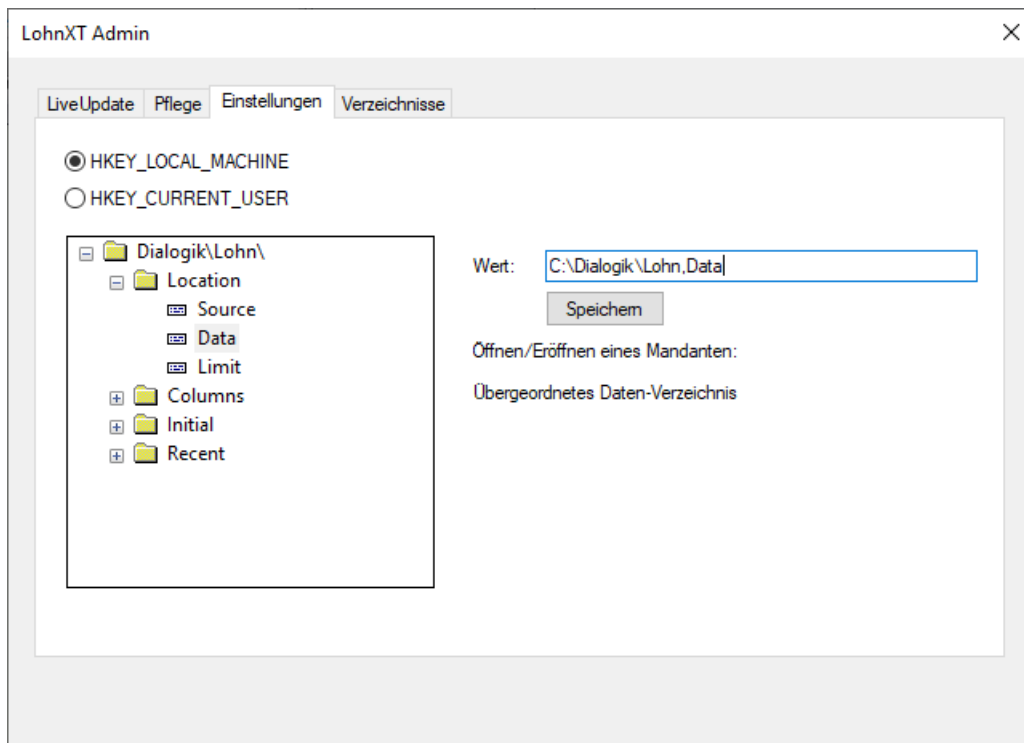 LohnXT Admin
LiveUpdate Pflege Einstellungen Verzeichnisse
HKEY_LOCAL_MACHINE
HKEY_CURRENT_USER
Dialogik\Lohn\
Location
Source
Data
Limit
Columns
Initial
Recent
Wert: C:\Dialogik\Lohn,Data
Speichern
Öffnen/Eröffnen eines Mandanten:
Übergeordnetes Daten-Verzeichnis